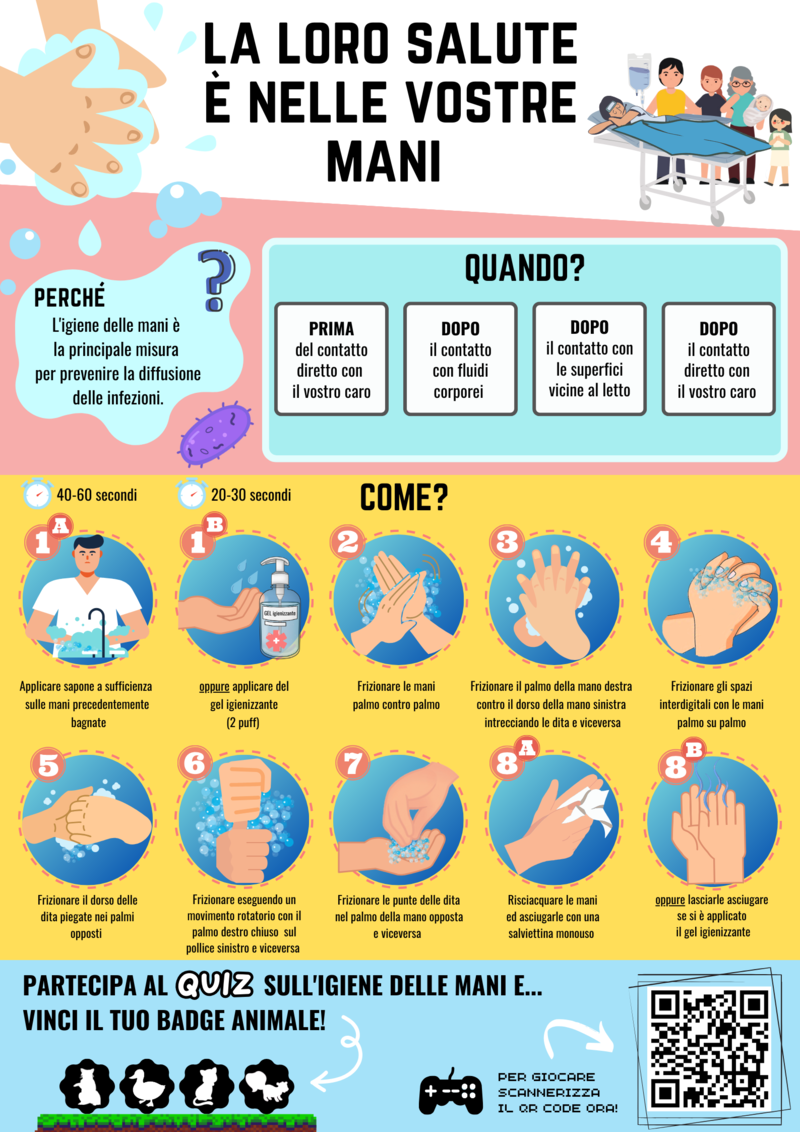 LA LORO SALUTE
È NELLE VOSTRE
MANI
PERCHÉ
L'igiene delle mani è
la principale misura
per prevenire la diffusione
delle infezioni.
?
QUANDO?
PRIMA
del contatto
diretto con
il vostro caro
DOPO
il contatto
con fluidi
corporei
DOPO
il contatto con
le superfici
vicine al letto
DOPO
il contatto
diretto con
il vostro caro
40-60 secondi
20-30 secondi
COME?
1 A
Applicare sapone a sufficienza
sulle mani precedentemente
bagnate
1 B
GEL igienizzante
oppure applicare del
gel igienizzante
(2 puff)
2
Frizionare le mani
palmo contro palmo
3
Frizionare il palmo della mano destra
contro il dorso della mano sinistra
intrecciando le dita e viceversa
4
Frizionare gli spazi
interdigitali con le mani
palmo su palmo
5
Frizionare il dorso delle
dita piegate nei palmi
opposti
6
Frizionare eseguendo un
movimento rotatorio con il
palmo destro chiuso sul
pollice sinistro e viceversa
7
Frizionare le punte delle dita
nel palmo della mano opposta
e viceversa
8 A
Risciacquare le mani
ed asciugarle con una
salviettina monouso
8 B
oppure lasciarle asciugare
se si è applicato
il gel igienizzante
PARTECIPA AL QUIZ SULL'IGIENE DELLE MANI E...
VINCI IL TUO BADGE ANIMALE!
PER GIOCARE
SCANNERIZZA
IL QR CODE ORA!